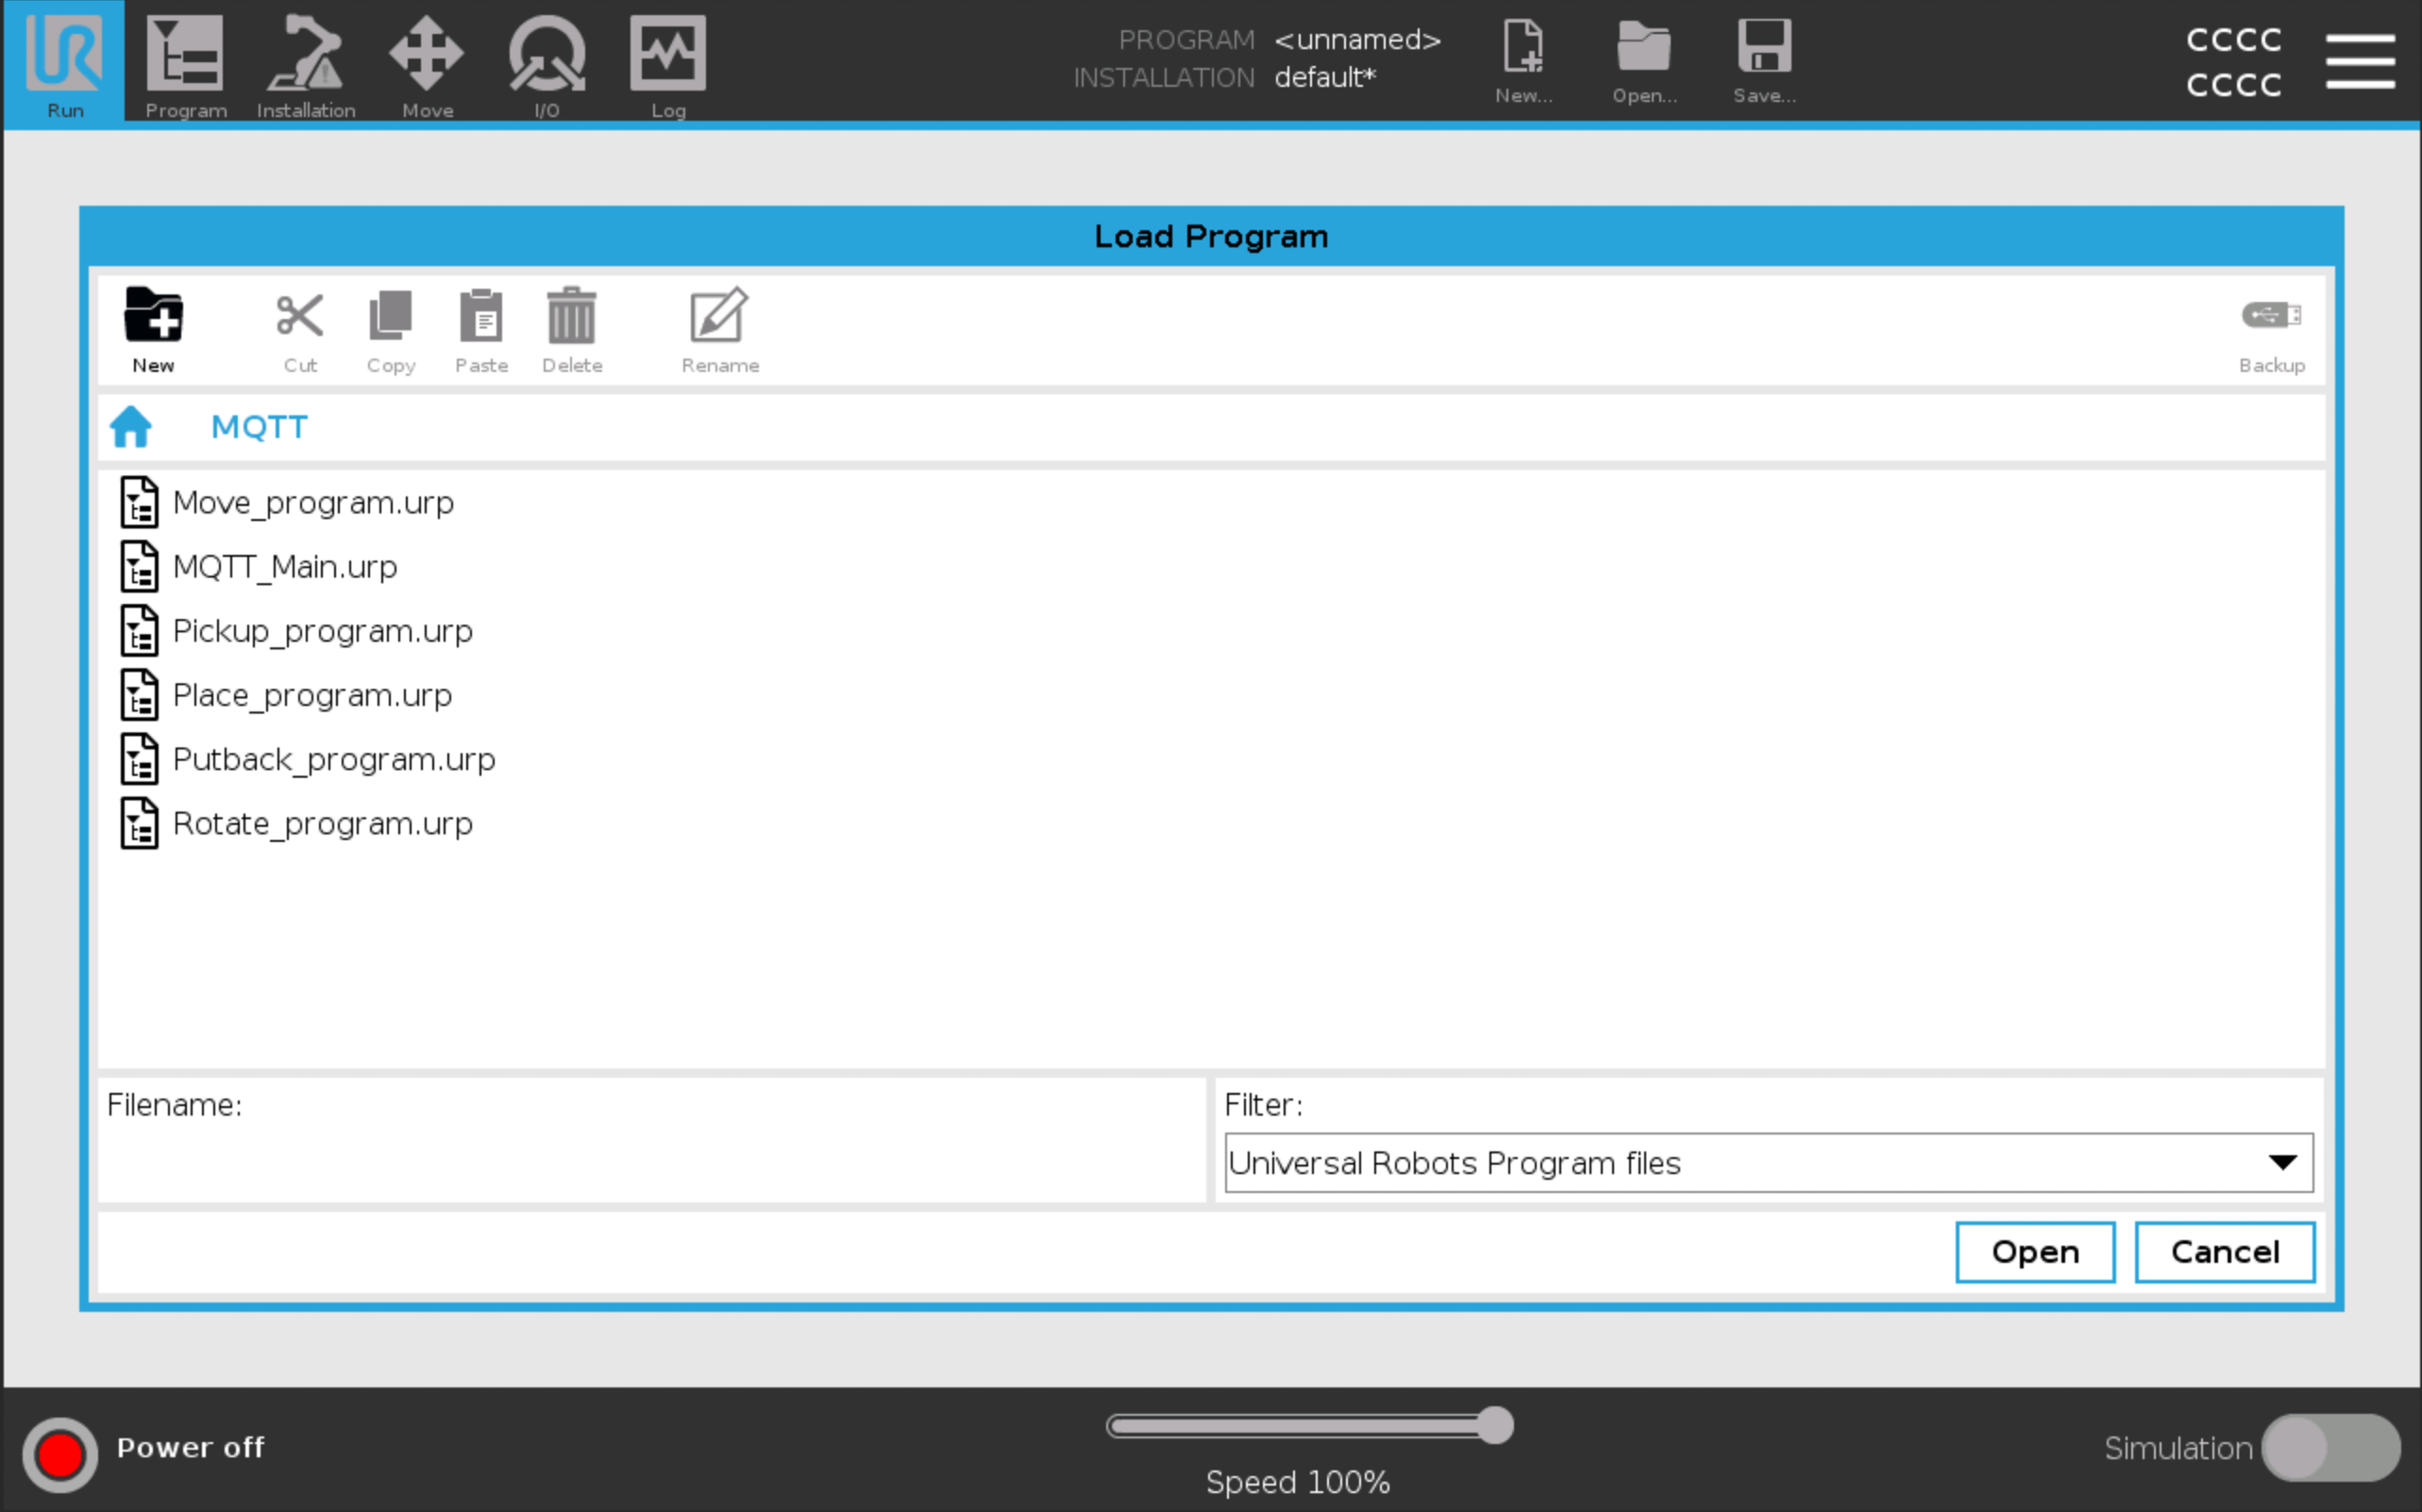 Run
Program
Installation
Move
I/O
Log
PROGRAM <unnamed>
INSTALLATION default*
New...
Open...
Save...
CCCC
CCCC
Load Program
New
Cut
Copy
Paste
Delete
Rename
Backup
MQTT
Move_program.urp
MQTT_Main.urp
Pickup_program.urp
Place_program.urp
Putback_program.urp
Rotate_program.urp
Filename:
Filter:
Universal Robots Program files
Open
Cancel
Power off
Speed 100%
Simulation